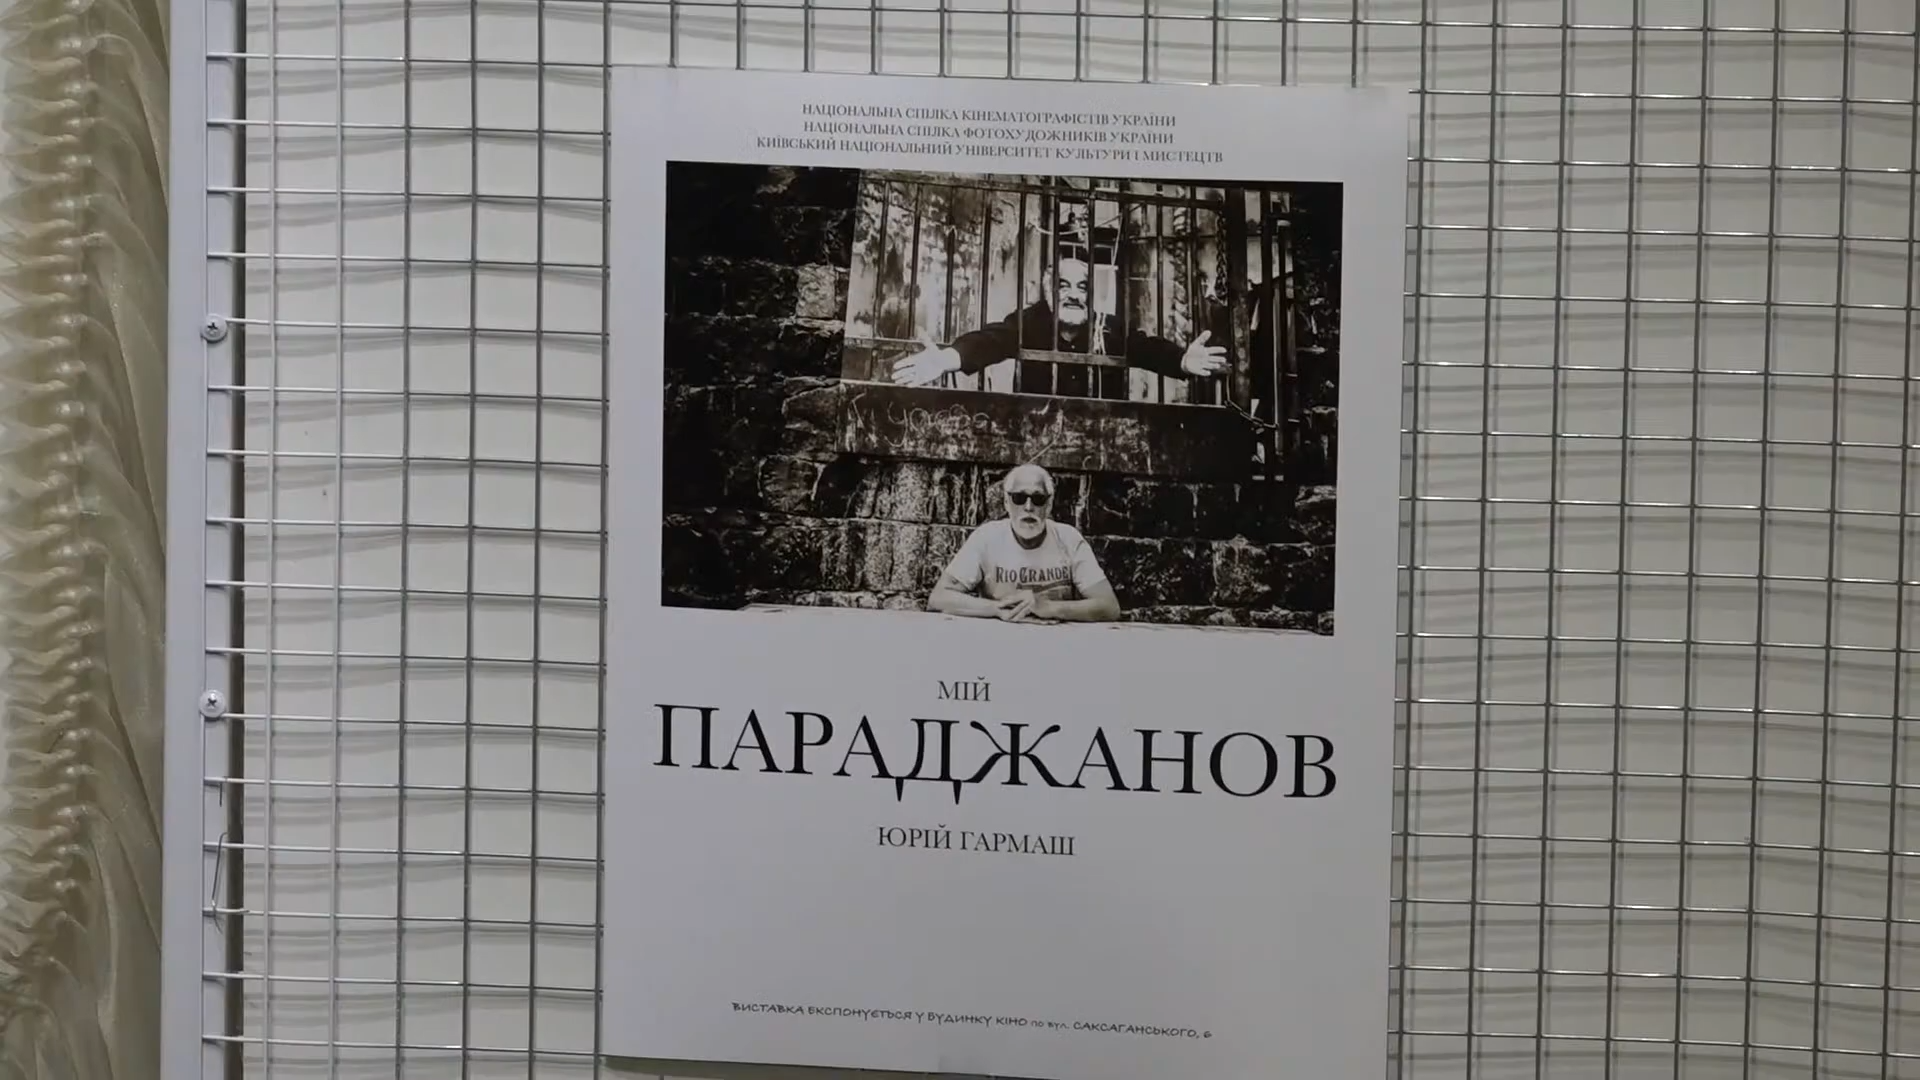 НАЦІОНАЛЬНА СПІЛКА КІНЕМАТОГРАФІСТІВ УКРАЇНИ
НАЦІОНАЛЬНА СПІЛКА ФОТОХУДОЖНИКІВ УКРАЇНИ
КИЇВСЬКИЙ НАЦІОНАЛЬНИЙ УНІВЕРСИТЕТ КУЛЬТУРИ І МИСТЕЦТВ
RIO GRANDE
МІЙ
ПАРАДЖАНОВ
ЮРІЙ ГАРМАШ
ВИСТАВКА ЕКСПОНУЄТЬСЯ У БУДИНКУ КІНО по вул. САКСАГАНСЬКОГО, 6